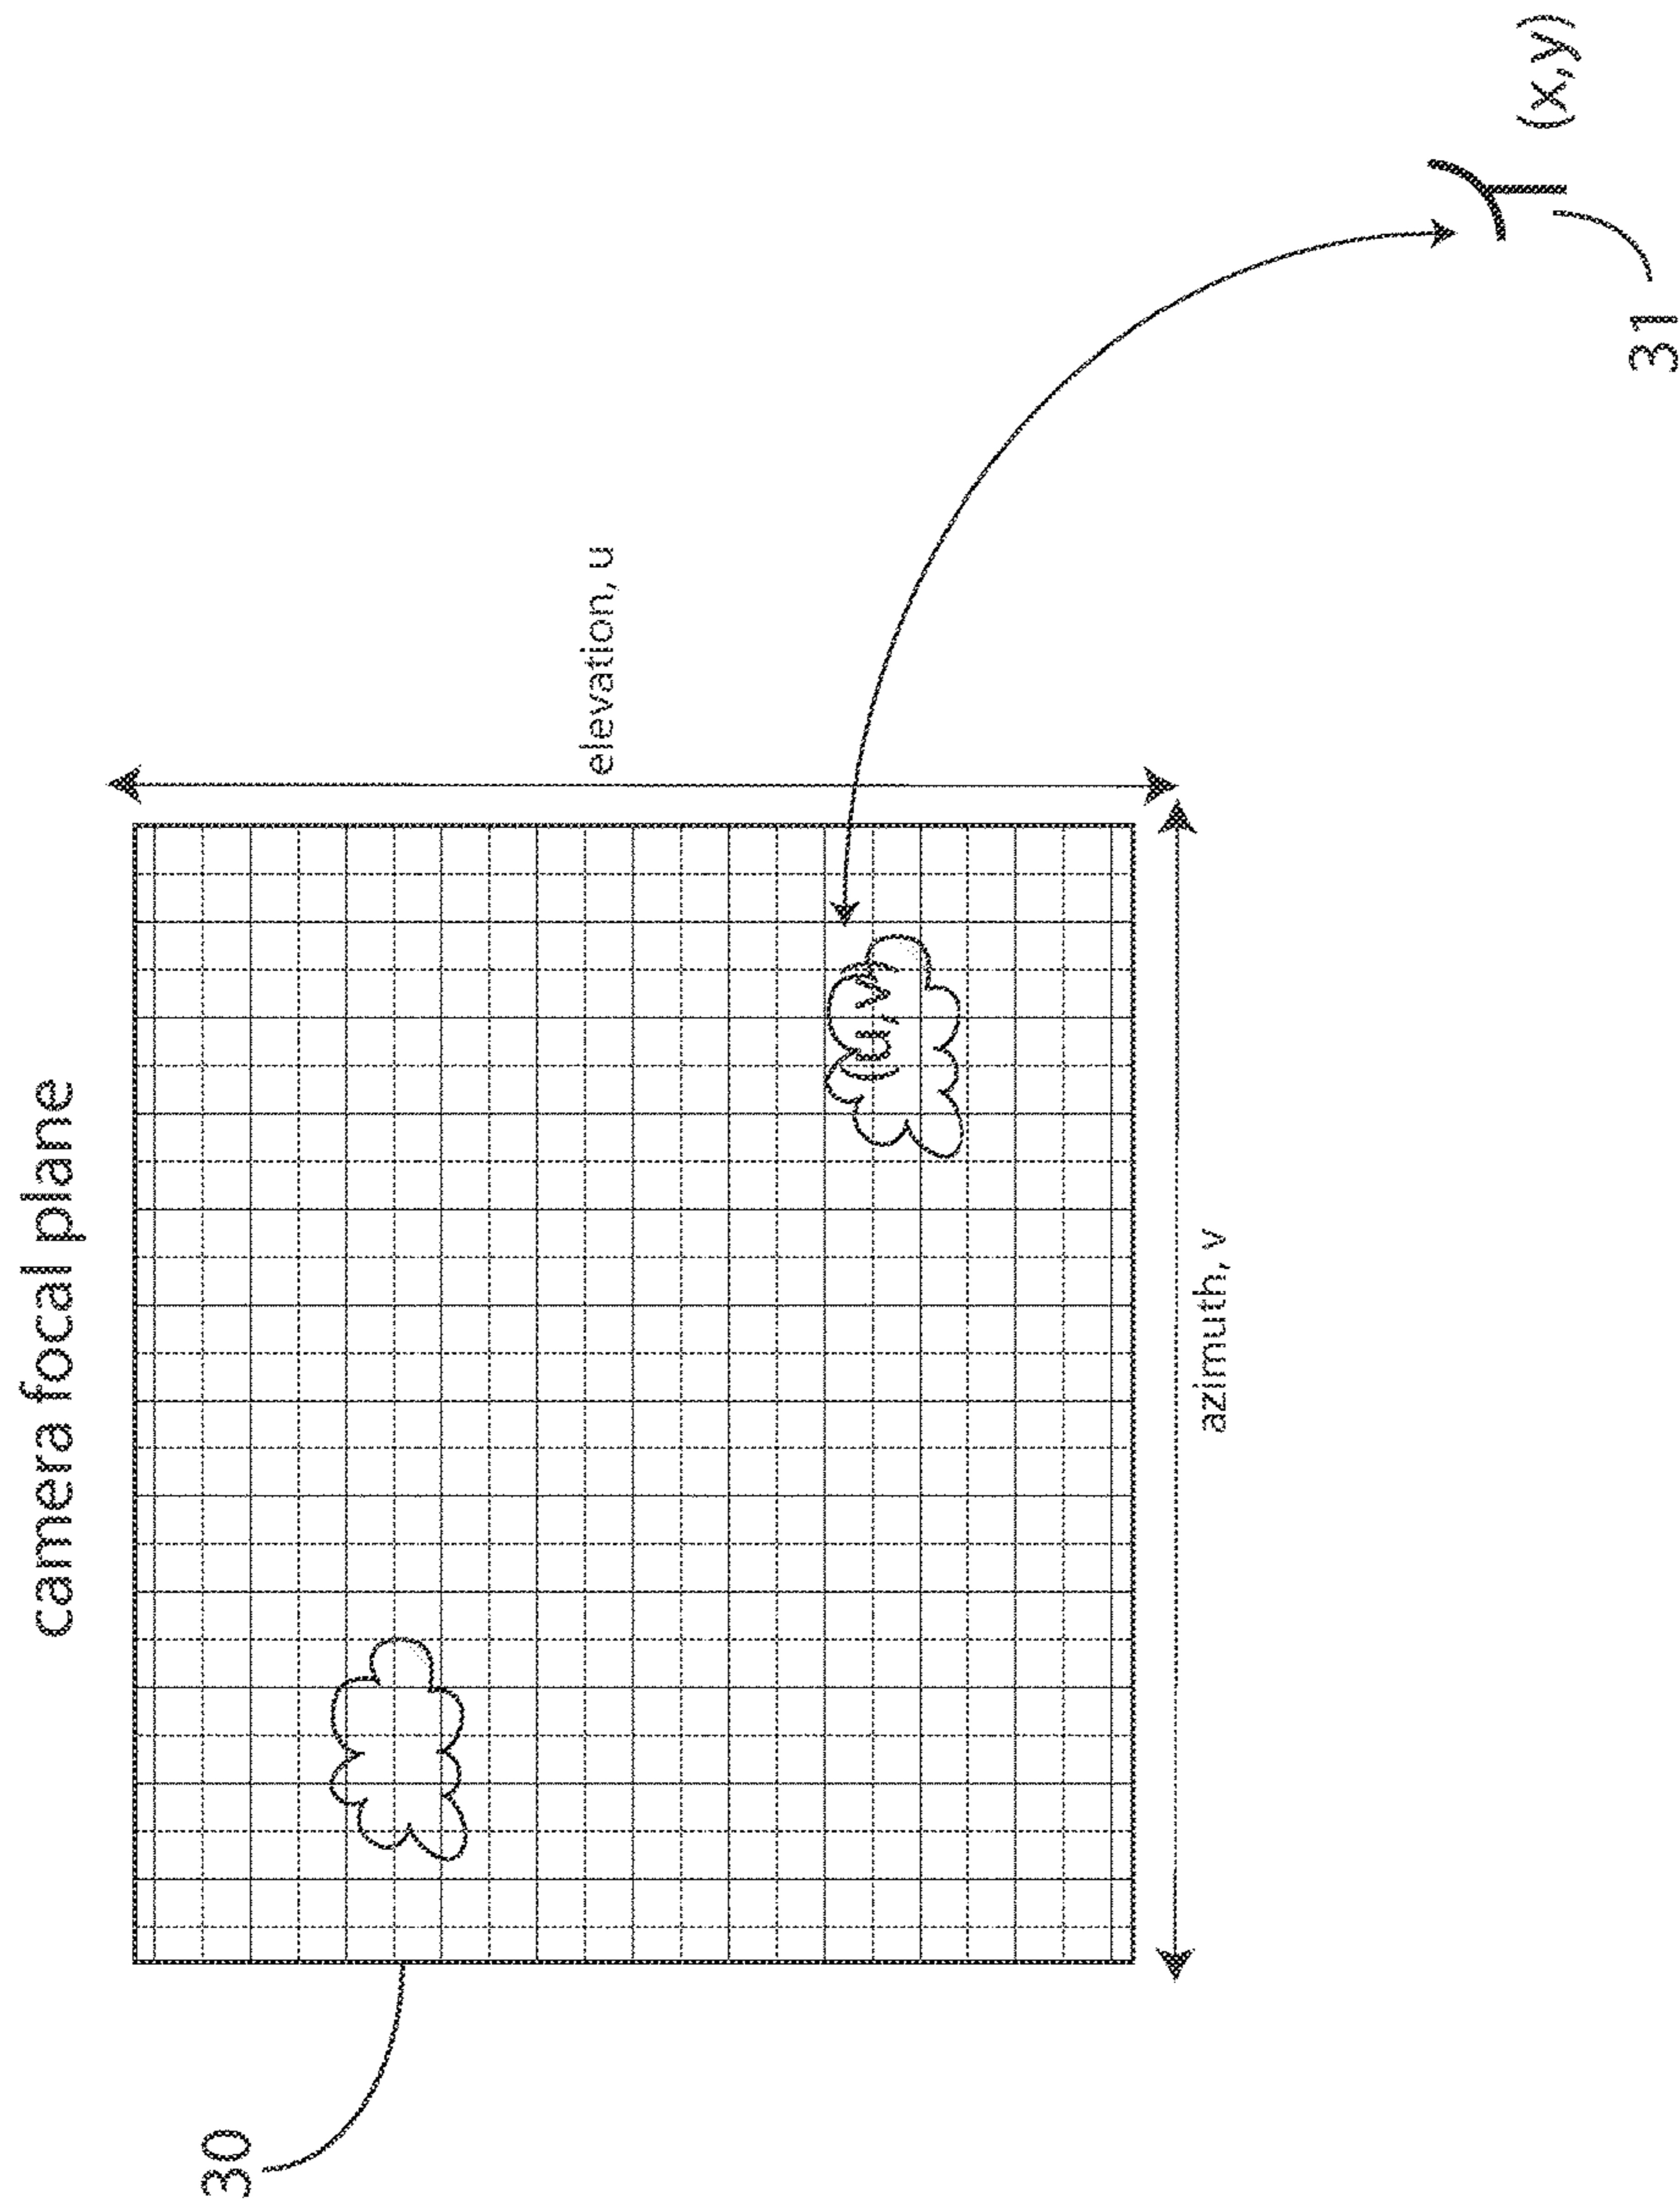 camera focal plane
30
elevation, u
(u,v)
azimuth, v
(x,y)
31